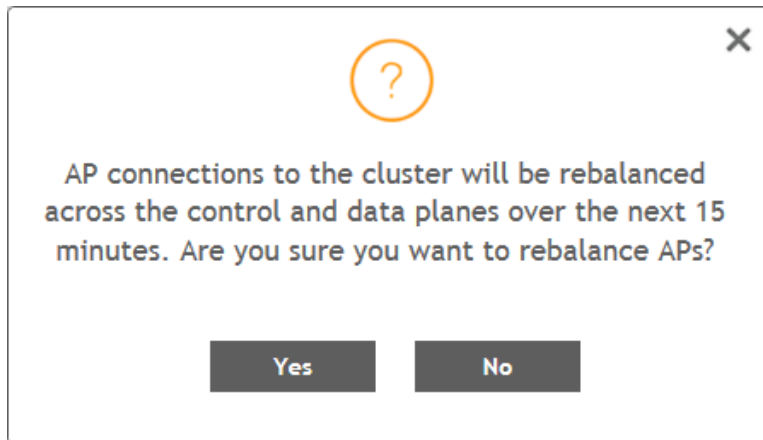 AP connections to the cluster will be rebalanced
across the control and data planes over the next 15
minutes. Are you sure you want to rebalance APs?
Yes No